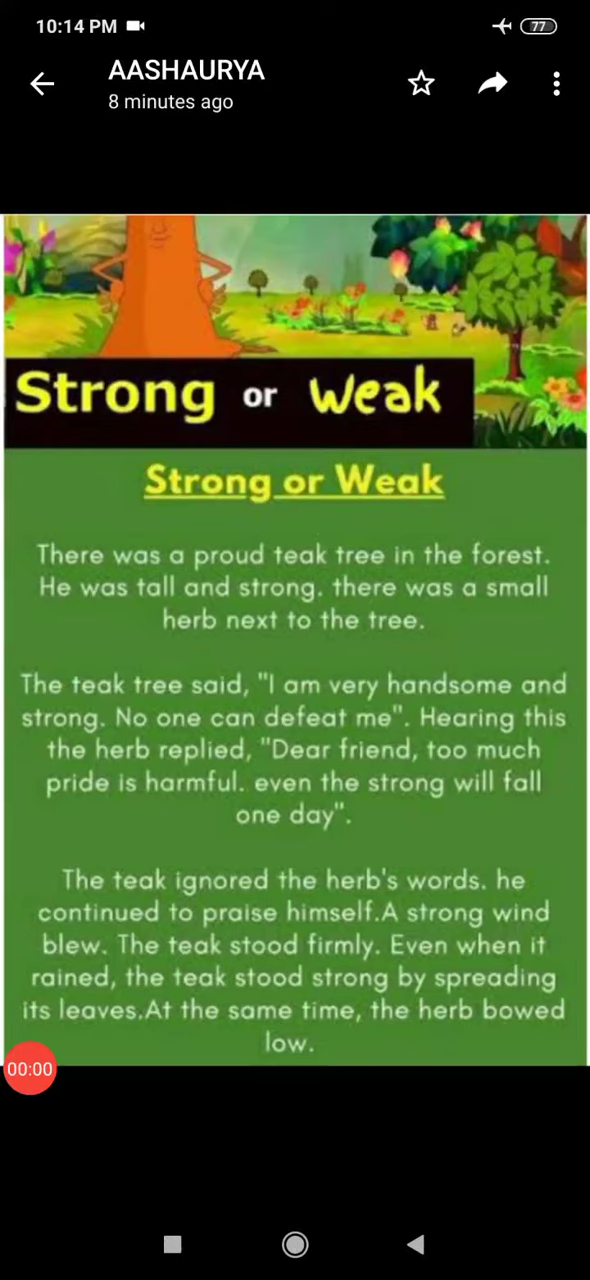 10:14 PM
77
AASHAURYA
8 minutes ago
Strong or Weak
Strong or Weak
There was a proud teak tree in the forest.
He was tall and strong. there was a small
herb next to the tree.
The teak tree said, "I am very handsome and
strong. No one can defeat me". Hearing this
the herb replied, "Dear friend, too much
pride is harmful. even the strong will fall
one day".
The teak ignored the herb's words. he
continued to praise himself.A strong wind
blew. The teak stood firmly. Even when it
rained, the teak stood strong by spreading
its leaves.At the same time, the herb bowed
low.
00:00